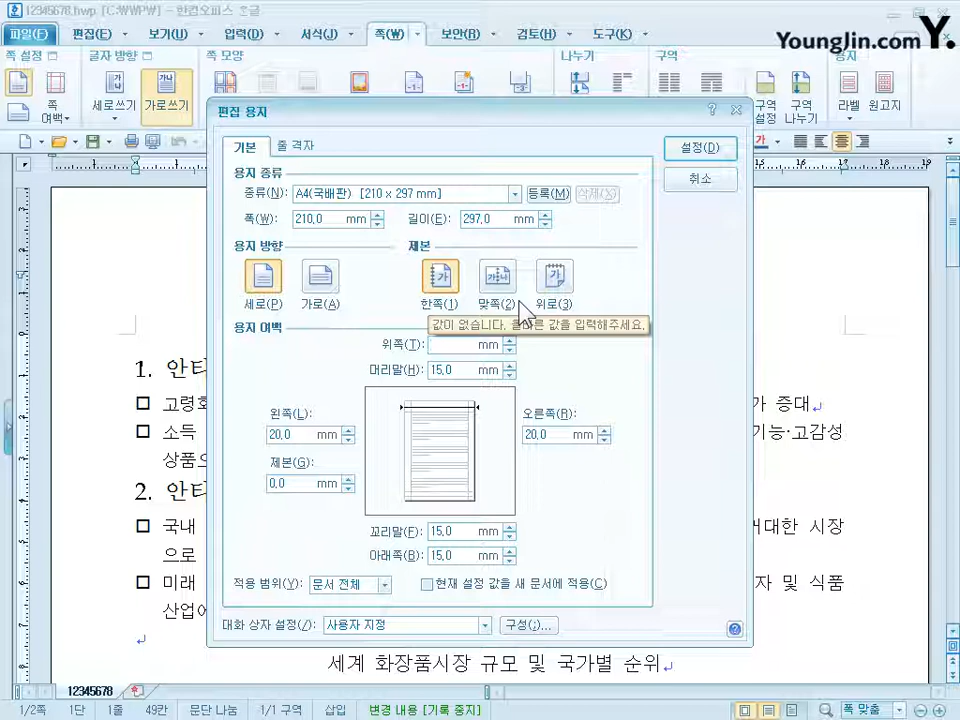 12345678.hwp [C:\WWPW] - 한컴오피스 한글
파일(F) 편집(E) 보기(U) 입력(D) 서식(J) 쪽(W) 보안(R) 검토(H) 도구(K)
YoungJin.com Y.
쪽 설정 글자 방향 쪽 모양 나누기 구역 용지
쪽 여백 세로쓰기 가로쓰기 구역 설정 구역 나누기 라벨 원고지
편집 용지
기본 줄 격자
설정(D)
취소
용지 종류
종류(N): A4(국배판) [210 x 297 mm] 등록(M) 삭제(X)
폭(W): 210.0 mm 길이(E): 297.0 mm
용지 방향 제본
세로(P) 가로(A) 한쪽(1) 맞쪽(2) 위로(3)
값이 없습니다. 올바른 값을 입력해주세요.
용지 여백
위쪽(T): mm
머리말(H): 15.0 mm
왼쪽(L): 오른쪽(R):
20.0 mm 20.0 mm
제본(G):
0.0 mm
꼬리말(F): 15.0 mm
아래쪽(B): 15.0 mm
적용 범위(Y): 문서 전체 현재 설정 값을 새 문서에 적용(C)
대화 상자 설정(/): 사용자 지정 구성(;)...
1. 안티
고령화 가 증대
소득 기능·고감성
상품으
2. 안티
국내 거대한 시장
으로
미래 자 및 식품
산업에
세계 화장품시장 규모 및 국가별 순위
12345678
1/2쪽 1단 1줄 49칸 문단 나눔 1/1 구역 삽입 변경 내용 [기록 중지] 폭 맞춤